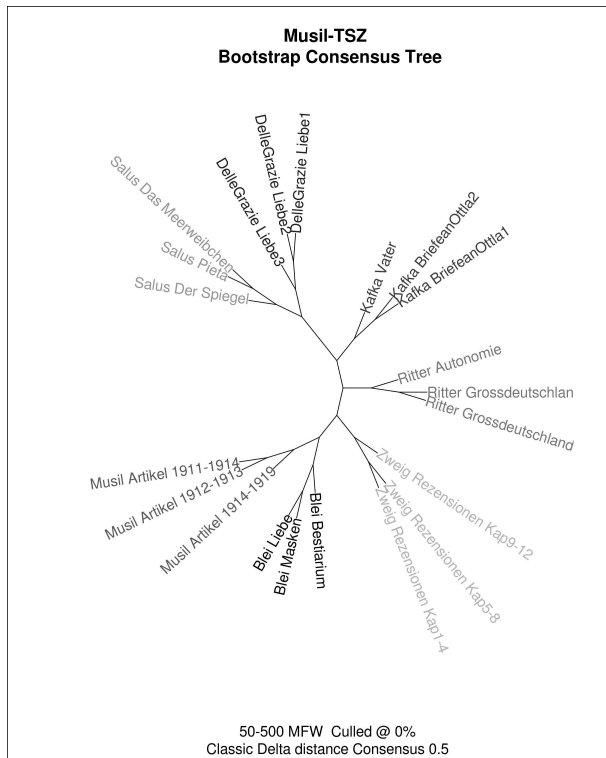 Musil-TSZ
Bootstrap Consensus Tree
DelleGrazie Liebe1
DelleGrazie Liebe2
DelleGrazie Liebe3
Salus Das Meerweibchen
Salus Pieta
Salus Der Spiegel
Kafka Vater
Kafka BriefeanOttla2
Kafka BriefeanOttla1
Ritter Autonomie
Ritter Grossdeutschlan
Ritter Grossdeutschland
Zweig Rezensionen Kap9-12
Zweig Rezensionen Kap5-8
Zweig Rezensionen Kap1-4
Musil Artikel 1911-1914
Musil Artikel 1912-1913
Musil Artikel 1914-1919
Blei Liebe
Blei Masken
Blei Bestiarium
50-500 MFW Culled @ 0%
Classic Delta distance Consensus 0.5